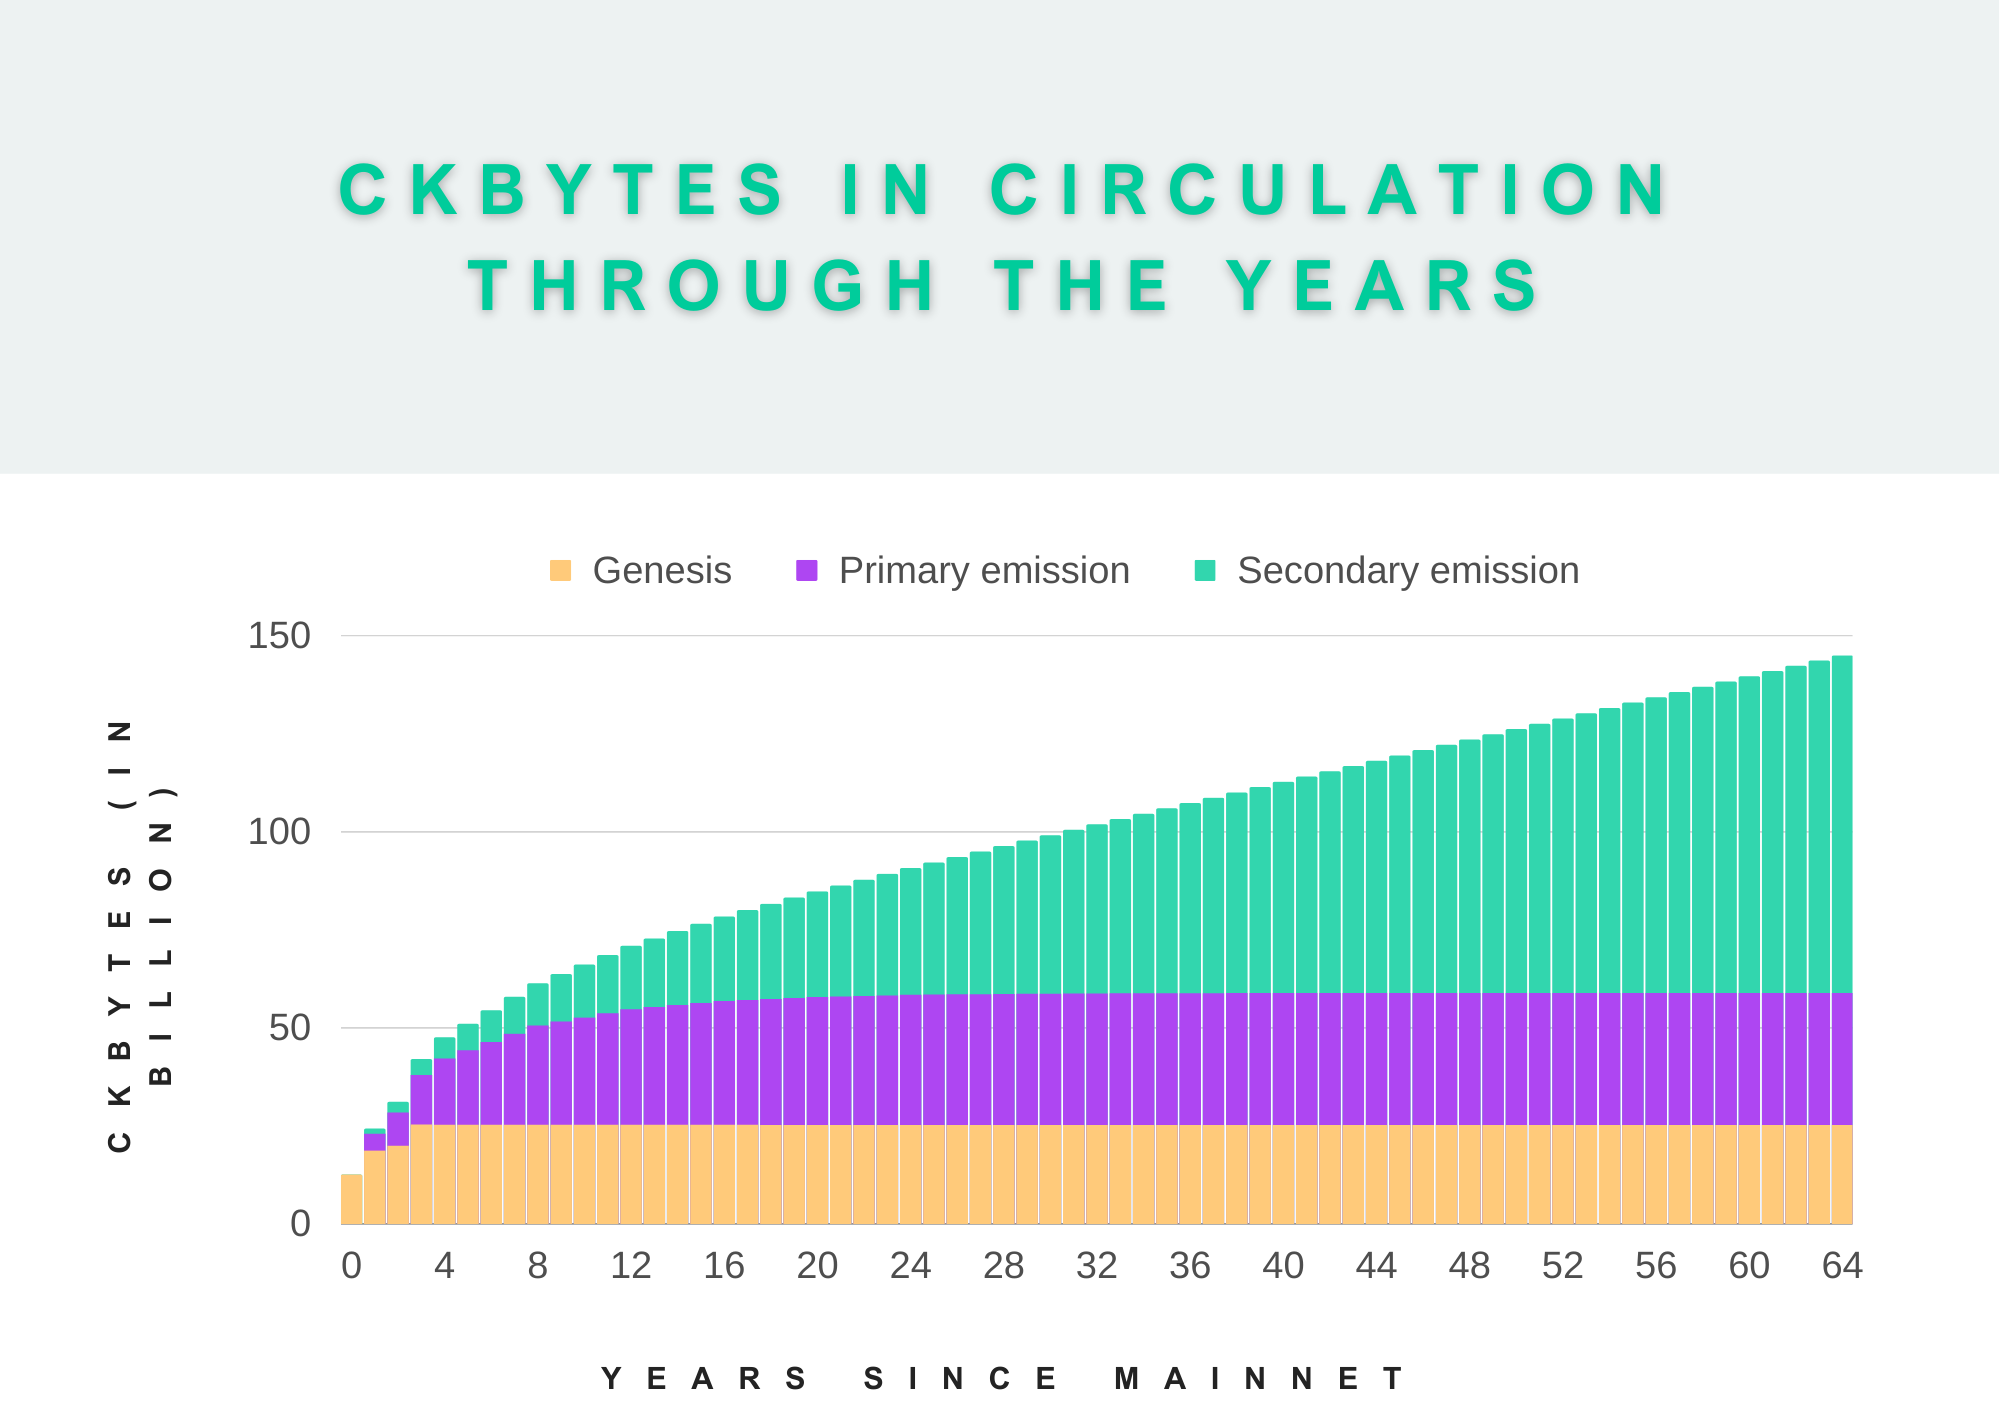 CKBYTES IN CIRCULATION
THROUGH THE YEARS
Genesis Primary emission Secondary emission
150
100
50
0
CKBYTES (IN
BILLION)
0 4 8 12 16 20 24 28 32 36 40 44 48 52 56 60 64
YEARS SINCE MAINNET